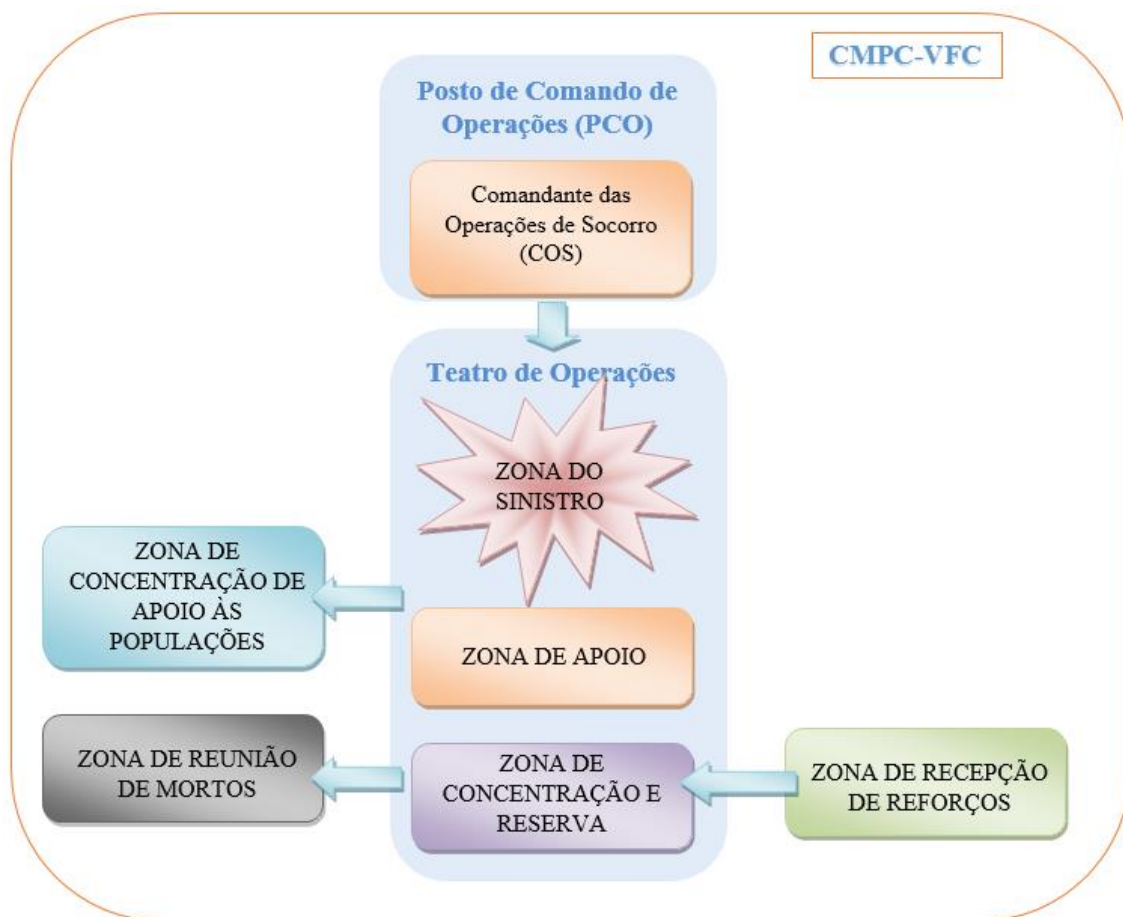 CMPC-VFC
Posto de Comando de
Operações (PCO)
Comandante das
Operações de Socorro
(COS)
Teatro de Operações
ZONA DO
SINISTRO
ZONA DE
CONCENTRAÇÃO DE
APOIO ÀS
POPULAÇÕES
ZONA DE APOIO
ZONA DE REUNIÃO
DE MORTOS
ZONA DE
CONCENTRAÇÃO E
RESERVA
ZONA DE RECEPÇÃO
DE REFORÇOS